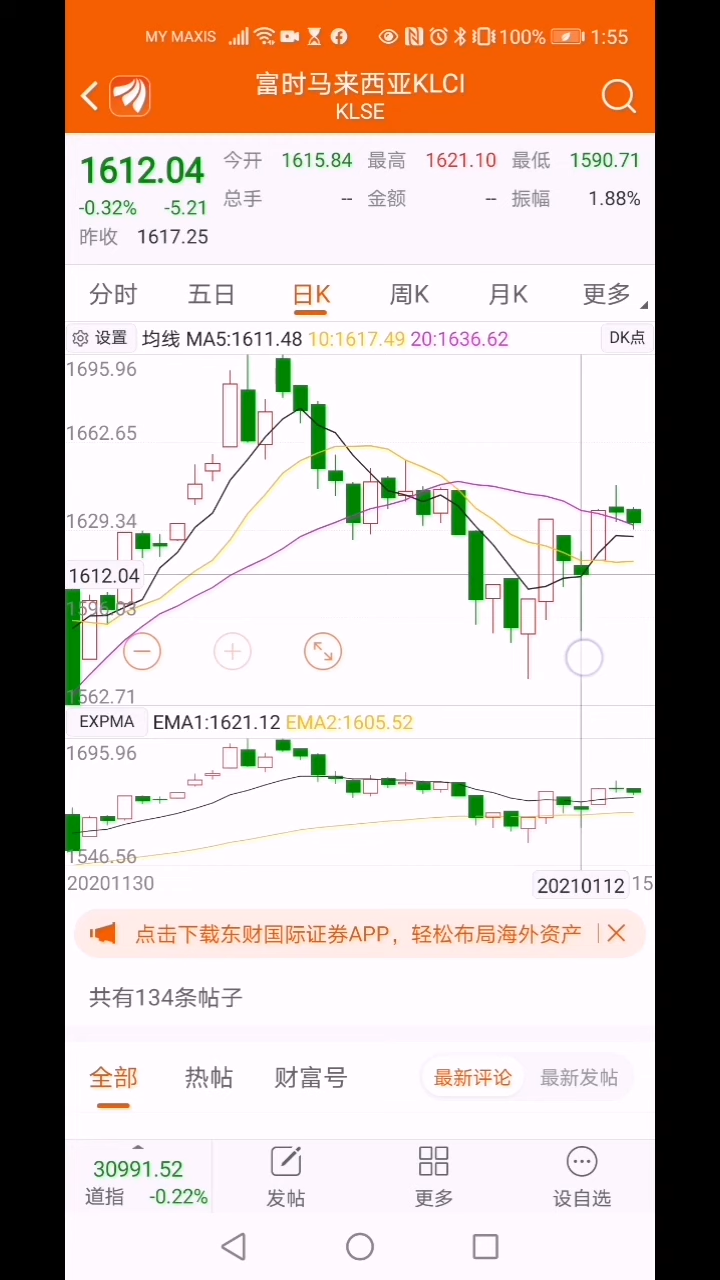 MY MAXIS 100% 1:55
富时马来西亚KLCI
KLSE
1612.04 今开 1615.84 最高 1621.10 最低 1590.71
-0.32% -5.21 总手 -- 金额 -- 振幅 1.88%
昨收 1617.25
分时 五日 日K 周K 月K 更多
设置 均线 MA5:1611.48 10:1617.49 20:1636.62 DK点
1695.96
1662.65
1629.34
1612.04
1596.03
1562.71
EXPMA EMA1:1621.12 EMA2:1605.52
1695.96
1546.56
20201130 20210112 15
点击下载东财国际证券APP，轻松布局海外资产
共有134条帖子
全部 热帖 财富号 最新评论 最新发帖
30991.52
道指 -0.22% 发帖 更多 设自选